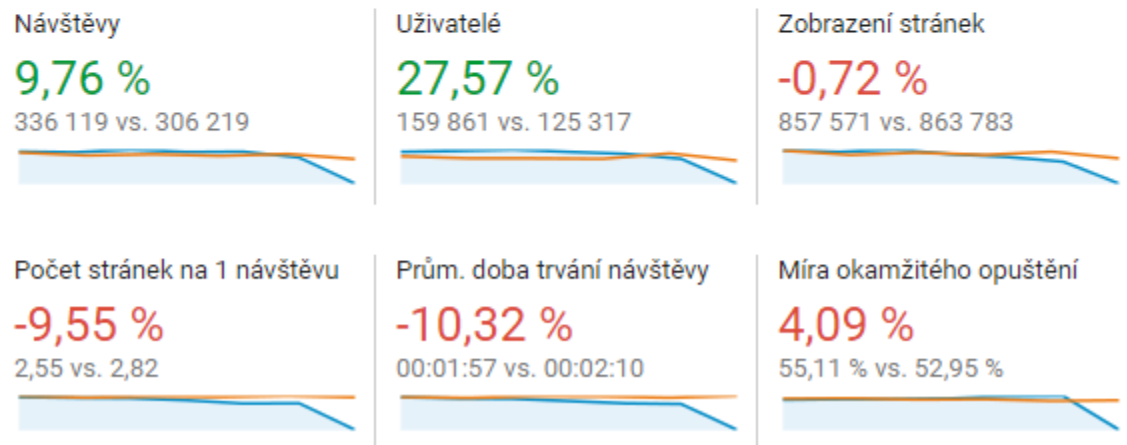 Návštěvy
9,76 %
336 119 vs. 306 219
Uživatelé
27,57 %
159 861 vs. 125 317
Zobrazení stránek
-0,72 %
857 571 vs. 863 783
Počet stránek na 1 návštěvu
-9,55 %
2,55 vs. 2,82
Prům. doba trvání návštěvy
-10,32 %
00:01:57 vs. 00:02:10
Míra okamžitého opuštění
4,09 %
55,11 % vs. 52,95 %